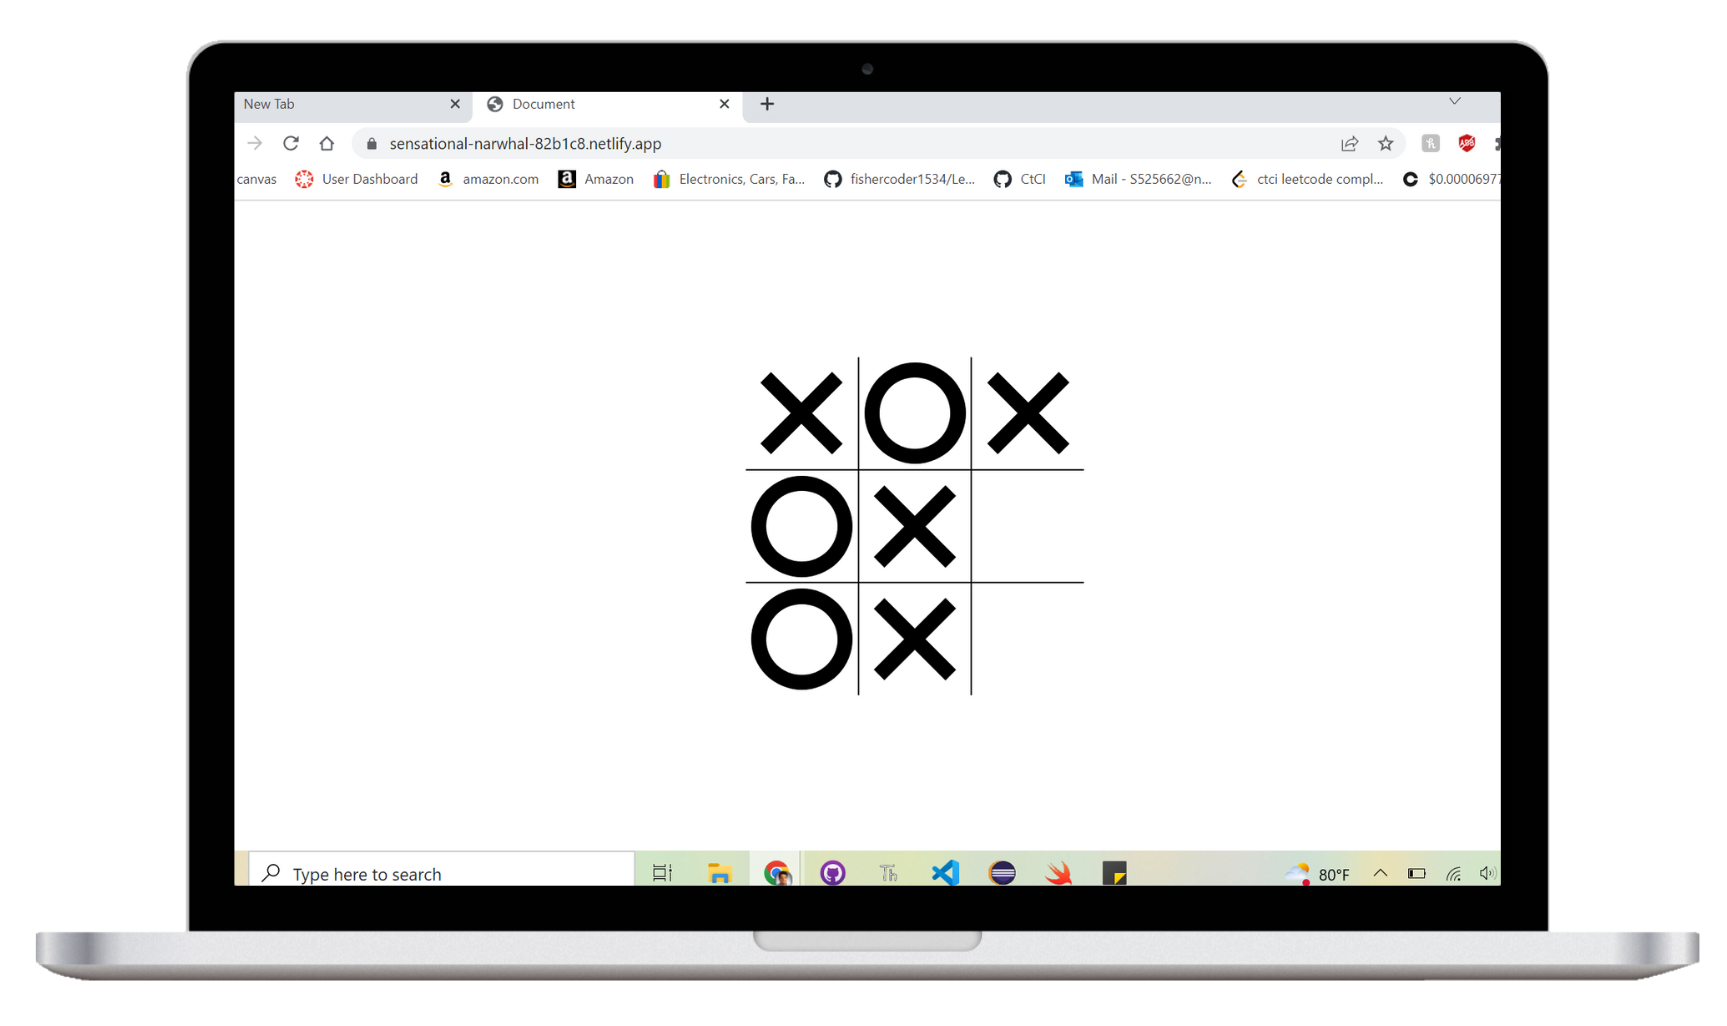 New Tab Document
sensational-narwhal-82b1c8.netlify.app
canvas User Dashboard amazon.com Amazon Electronics, Cars, Fa... fishercoder1534/Le... CtCI Mail - S525662@n... ctci leetcode compl... $0.00006977
X O X
O X
O X
Type here to search 80°F